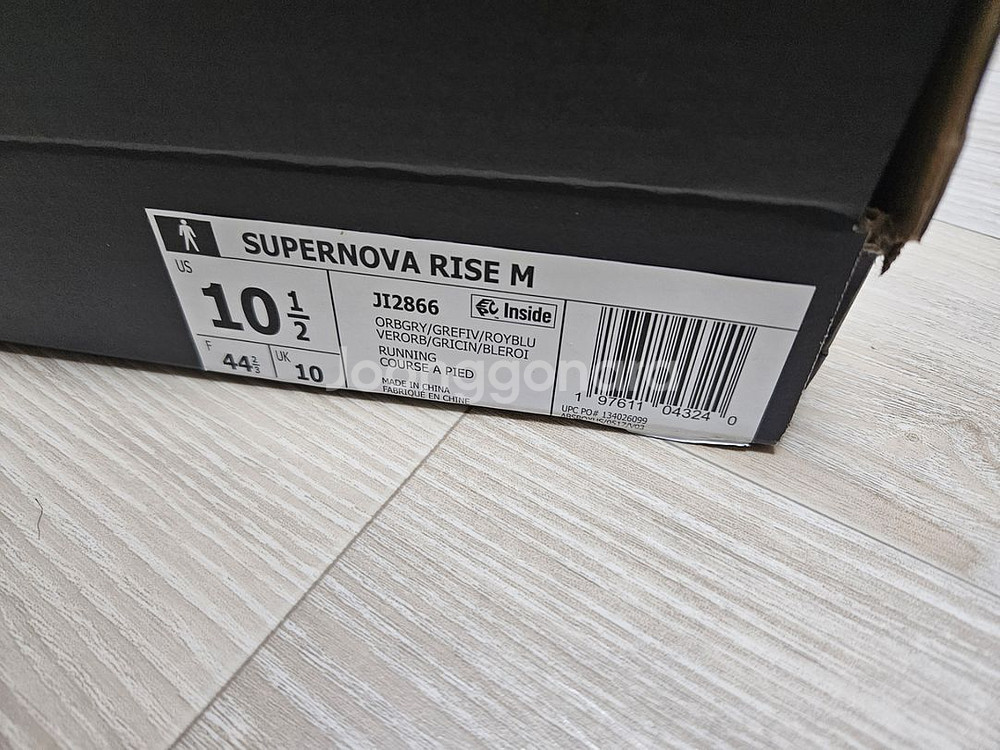 SUPERNOVA RISE M
US
10 1/2
F
44 2/3
UK
10
JI2866
Inside
ORBGRY/GREFIV/ROYBLU
VERORB/GRICIN/BLEROI
RUNNING
COURSE A PIED
MADE IN CHINA
FABRIQUE EN CHINE
1 97611 04324 0
UPC PO# 134026099
Joonggonara